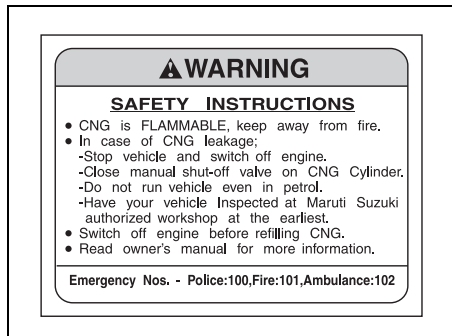 WARNING
SAFETY INSTRUCTIONS
• CNG is FLAMMABLE, keep away from fire.
• In case of CNG leakage;
-Stop vehicle and switch off engine.
-Close manual shut-off valve on CNG Cylinder.
-Do not run vehicle even in petrol.
-Have your vehicle Inspected at Maruti Suzuki
authorized workshop at the earliest.
• Switch off engine before refilling CNG.
• Read owner's manual for more information.
Emergency Nos. - Police:100,Fire:101,Ambulance:102